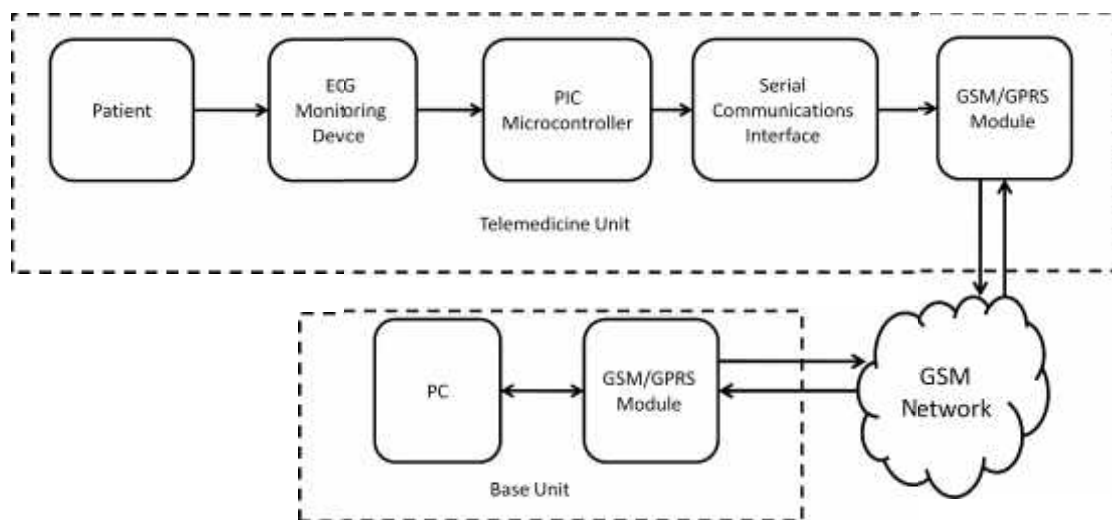 Patient
ECG
Monitoring
Devce
PIC
Microcontroller
Serial
Communications
Interface
GSM/GPRS
Module
Telemedicine Unit
PC
GSM/GPRS
Module
GSM
Network
Base Unit